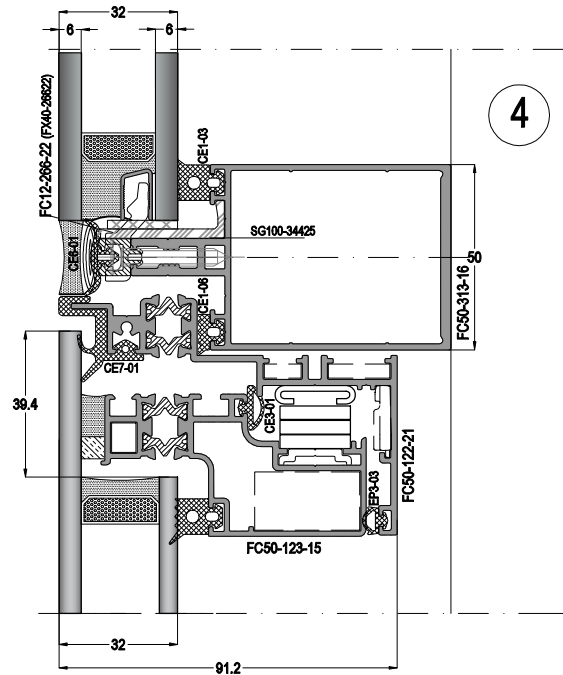 32
6
6
4
FC12-266-22 (FX40-26622)
CE1-03
SG100-34425
CE6-01
50
CE1-06
FC50-313-16
CE7-01
39.4
CE3-01
FC50-122-21
EP3-03
FC50-123-15
32
91.2